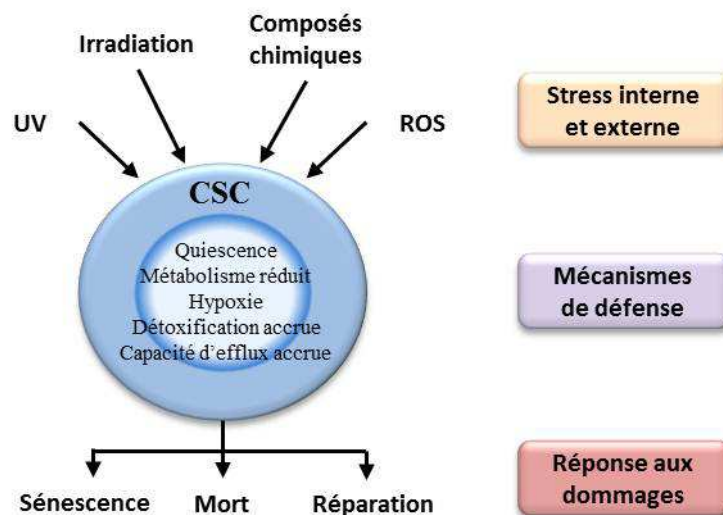 Irradiation
Composés
chimiques
UV
ROS
Stress interne
et externe
CSC
Quiescence
Métabolisme réduit
Hypoxie
Détoxification accrue
Capacité d'efflux accrue
Mécanismes
de défense
Sénescence
Mort
Réparation
Réponse aux
dommages